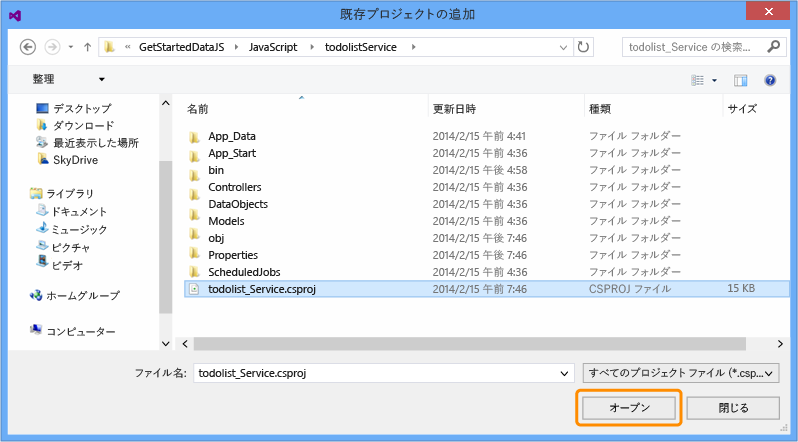 既存プロジェクトの追加
« GetStartedDataJS JavaScript todolistService
todolist_Service の検索...
整理
名前 更新日時 種類 サイズ
デスクトップ
ダウンロード
最近表示した場所
SkyDrive
ライブラリ
ドキュメント
ミュージック
ピクチャ
ビデオ
ホームグループ
コンピューター
App_Data 2014/2/15 午前 4:41 ファイル フォルダー
App_Start 2014/2/15 午前 4:36 ファイル フォルダー
bin 2014/2/15 午後 4:58 ファイル フォルダー
Controllers 2014/2/15 午前 4:36 ファイル フォルダー
DataObjects 2014/2/15 午前 4:36 ファイル フォルダー
Models 2014/2/15 午前 4:36 ファイル フォルダー
obj 2014/2/15 午後 7:46 ファイル フォルダー
Properties 2014/2/15 午後 7:46 ファイル フォルダー
ScheduledJobs 2014/2/15 午前 4:36 ファイル フォルダー
todolist_Service.csproj 2014/2/15 午前 7:46 CSPROJ ファイル 15 KB
ファイル名: todolist_Service.csproj すべてのプロジェクト ファイル (*.csp...
オープン 閉じる